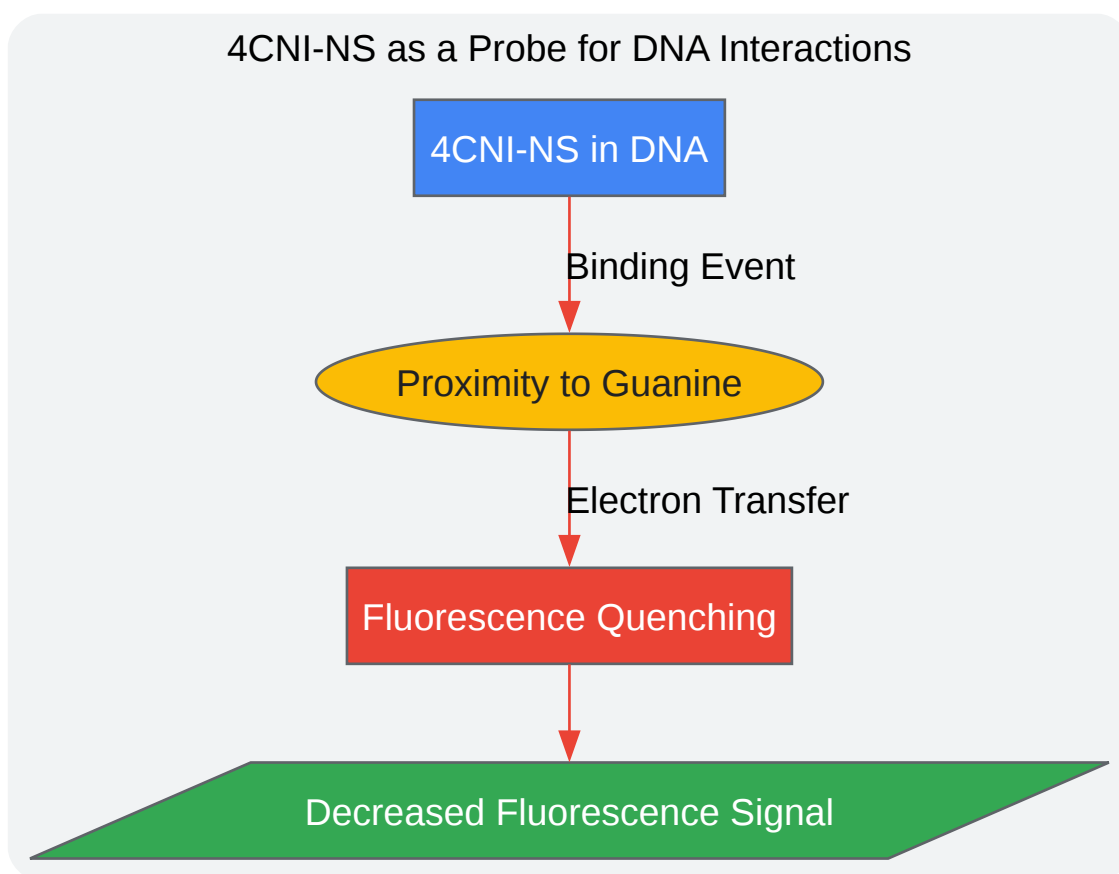 4CNI-NS as a Probe for DNA Interactions
4CNI-NS in DNA
Binding Event
Proximity to Guanine
Electron Transfer
Fluorescence Quenching
Decreased Fluorescence Signal